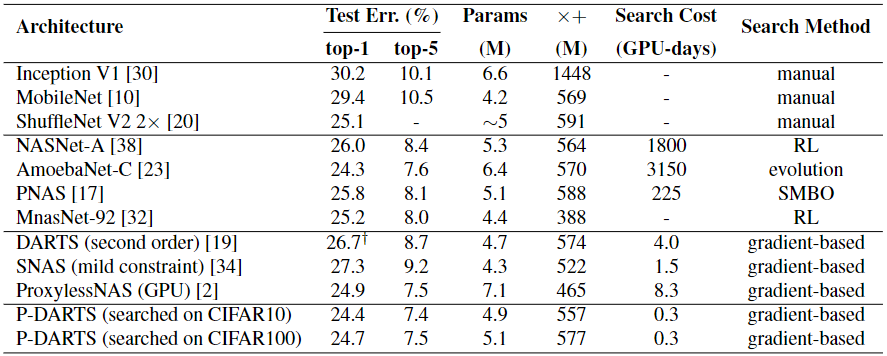 Architecture Test Err. (%) Params ×+ Search Cost Search Method
top-1 top-5 (M) (M) (GPU-days)
Inception V1 [30] 30.2 10.1 6.6 1448 - manual
MobileNet [10] 29.4 10.5 4.2 569 - manual
ShuffleNet V2 2× [20] 25.1 - ∼5 591 - manual
NASNet-A [38] 26.0 8.4 5.3 564 1800 RL
AmoebaNet-C [23] 24.3 7.6 6.4 570 3150 evolution
PNAS [17] 25.8 8.1 5.1 588 225 SMBO
MnasNet-92 [32] 25.2 8.0 4.4 388 - RL
DARTS (second order) [19] 26.7† 8.7 4.7 574 4.0 gradient-based
SNAS (mild constraint) [34] 27.3 9.2 4.3 522 1.5 gradient-based
ProxylessNAS (GPU) [2] 24.9 7.5 7.1 465 8.3 gradient-based
P-DARTS (searched on CIFAR10) 24.4 7.4 4.9 557 0.3 gradient-based
P-DARTS (searched on CIFAR100) 24.7 7.5 5.1 577 0.3 gradient-based